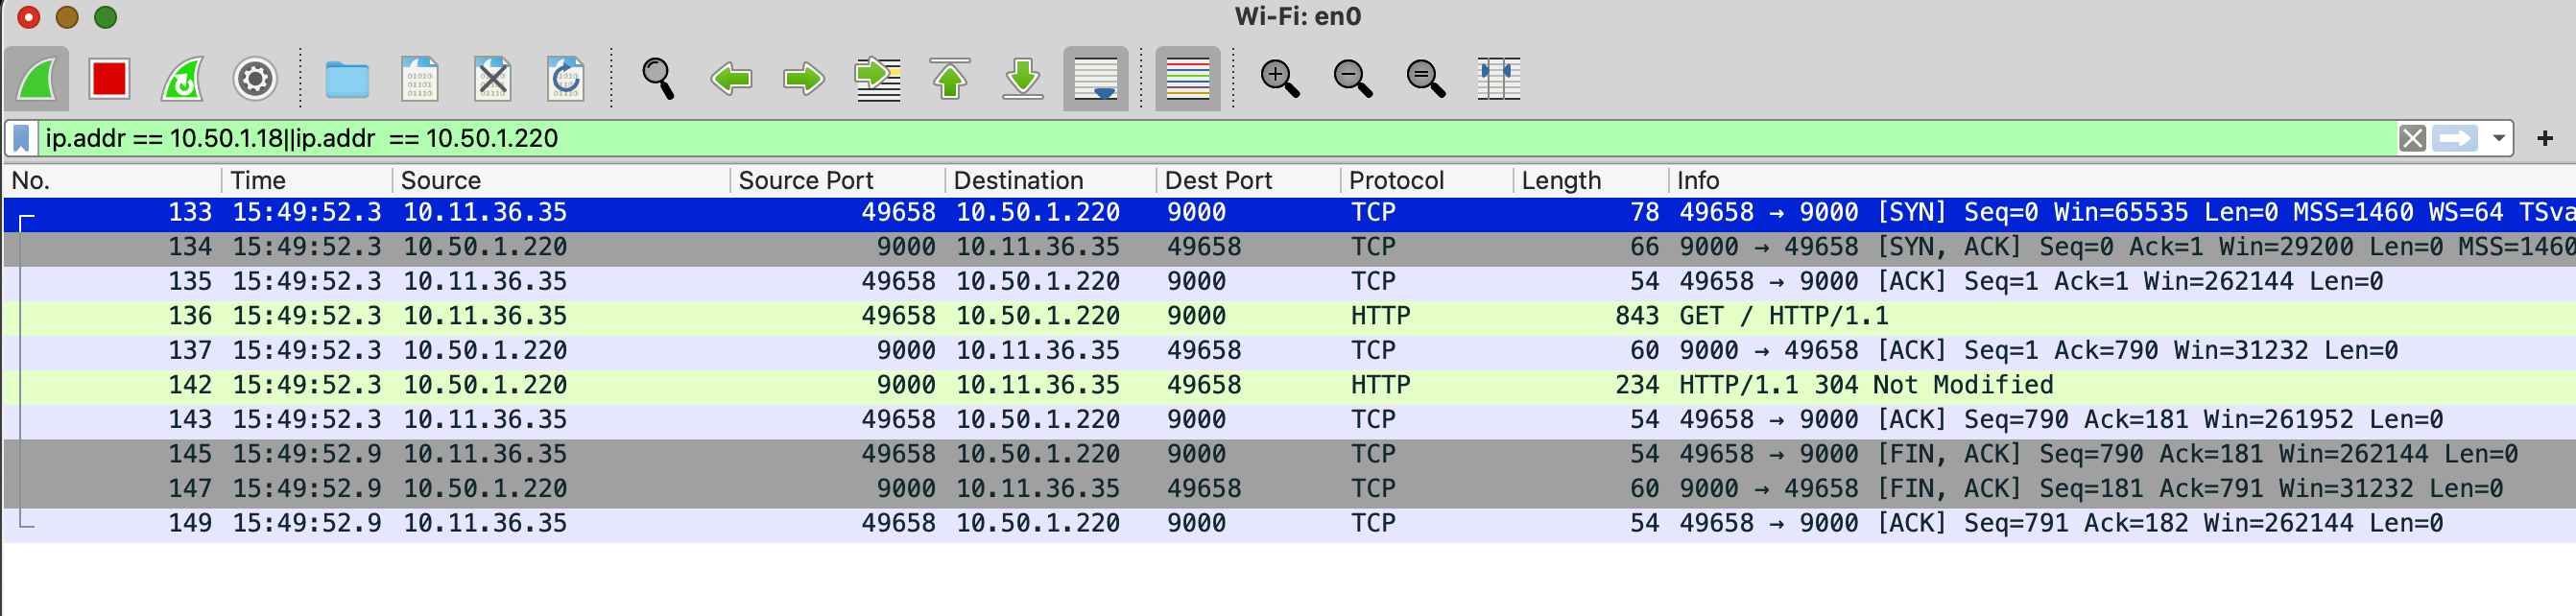 Wi-Fi: en0
ip.addr == 10.50.1.18||ip.addr  == 10.50.1.220
No. Time Source Source Port Destination Dest Port Protocol Length Info
133 15:49:52.3 10.11.36.35 49658 10.50.1.220 9000 TCP 78 49658 → 9000 [SYN] Seq=0 Win=65535 Len=0 MSS=1460 WS=64 TSva
134 15:49:52.3 10.50.1.220 9000 10.11.36.35 49658 TCP 66 9000 → 49658 [SYN, ACK] Seq=0 Ack=1 Win=29200 Len=0 MSS=1460
135 15:49:52.3 10.11.36.35 49658 10.50.1.220 9000 TCP 54 49658 → 9000 [ACK] Seq=1 Ack=1 Win=262144 Len=0
136 15:49:52.3 10.11.36.35 49658 10.50.1.220 9000 HTTP 843 GET / HTTP/1.1
137 15:49:52.3 10.50.1.220 9000 10.11.36.35 49658 TCP 60 9000 → 49658 [ACK] Seq=1 Ack=790 Win=31232 Len=0
142 15:49:52.3 10.50.1.220 9000 10.11.36.35 49658 HTTP 234 HTTP/1.1 304 Not Modified
143 15:49:52.3 10.11.36.35 49658 10.50.1.220 9000 TCP 54 49658 → 9000 [ACK] Seq=790 Ack=181 Win=261952 Len=0
145 15:49:52.9 10.11.36.35 49658 10.50.1.220 9000 TCP 54 49658 → 9000 [FIN, ACK] Seq=790 Ack=181 Win=262144 Len=0
147 15:49:52.9 10.50.1.220 9000 10.11.36.35 49658 TCP 60 9000 → 49658 [FIN, ACK] Seq=181 Ack=791 Win=31232 Len=0
149 15:49:52.9 10.11.36.35 49658 10.50.1.220 9000 TCP 54 49658 → 9000 [ACK] Seq=791 Ack=182 Win=262144 Len=0